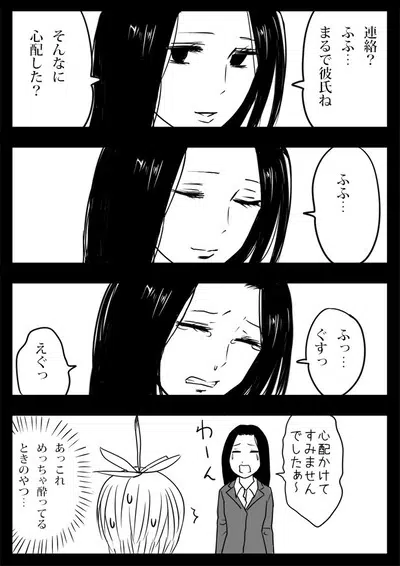 連絡？
ふふ…
まるで彼氏ね
そんなに
心配した？
ふふ…
ふっ…
ぐすっ
えぐっ
心配かけて
すみません
でしたぁ〜
わーん
あっこれ
めっちゃ酔ってる
ときのやつ…